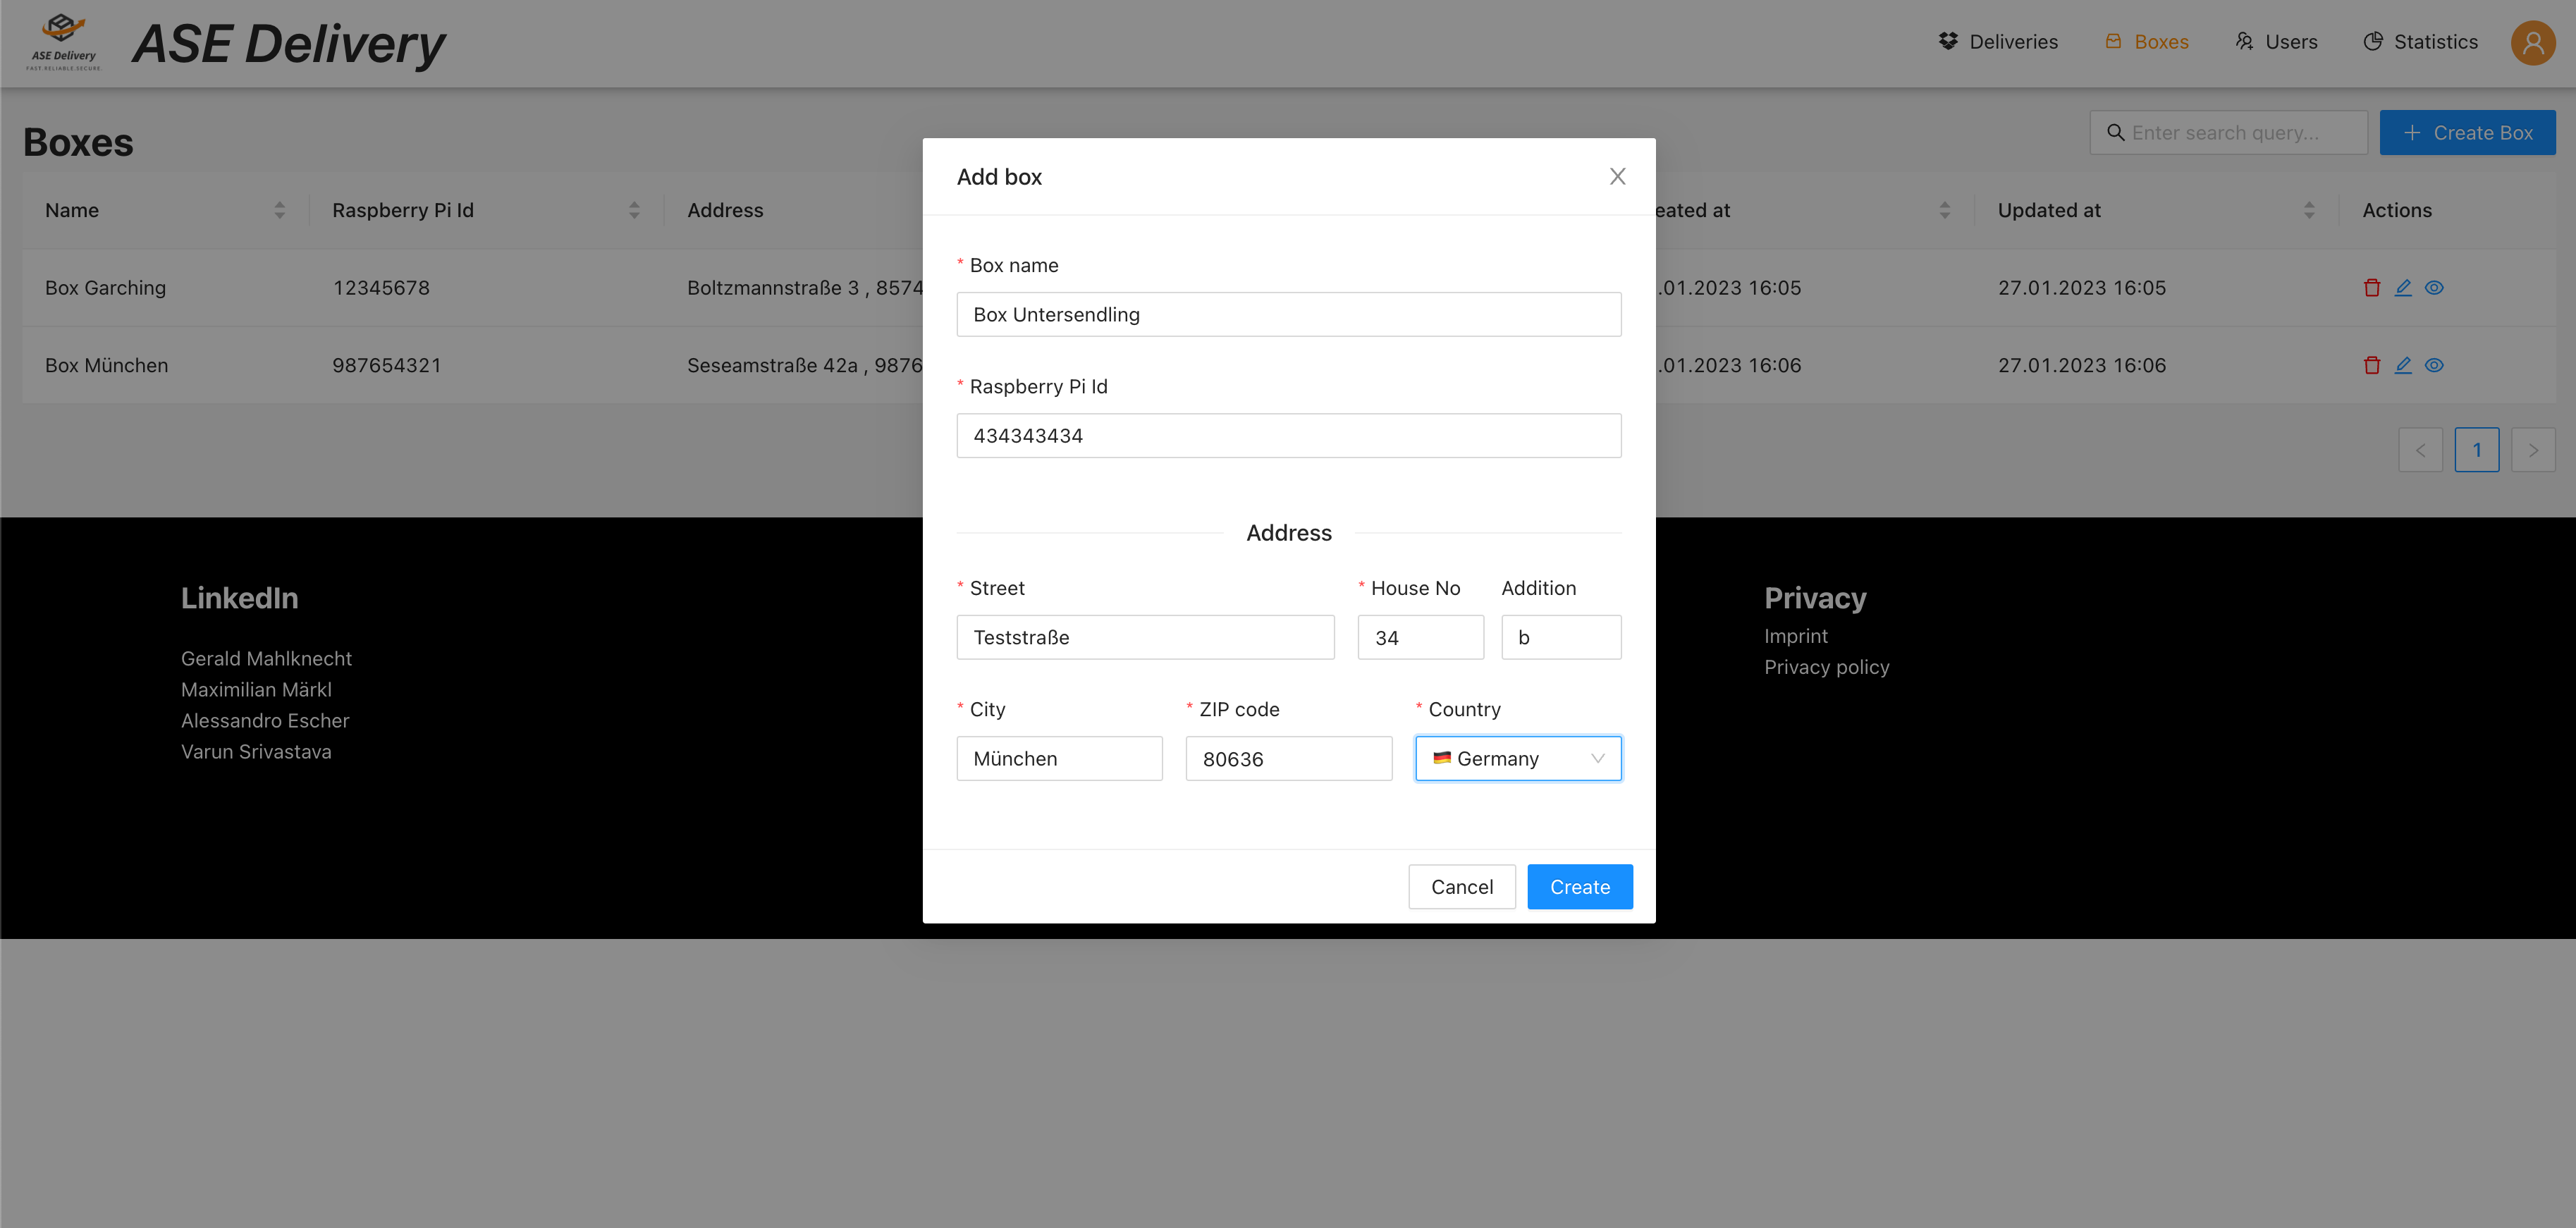 ASE Delivery
FAST. RELIABLE. SECURE.
ASE Delivery
Deliveries
Boxes
Users
Statistics
Boxes
Enter search query...
Create Box
Name
Raspberry Pi Id
Address
eated at
Updated at
Actions
Box Garching
12345678
Boltzmannstraße 3 , 8574
.01.2023 16:05
27.01.2023 16:05
Box München
987654321
Seseamstraße 42a , 9876
.01.2023 16:06
27.01.2023 16:06
1
Add box
* Box name
Box Untersendling
* Raspberry Pi Id
434343434
Address
* Street
* House No
Addition
Teststraße
34
b
* City
* ZIP code
* Country
München
80636
Germany
Cancel
Create
LinkedIn
Gerald Mahlknecht
Maximilian Märkl
Alessandro Escher
Varun Srivastava
Privacy
Imprint
Privacy policy